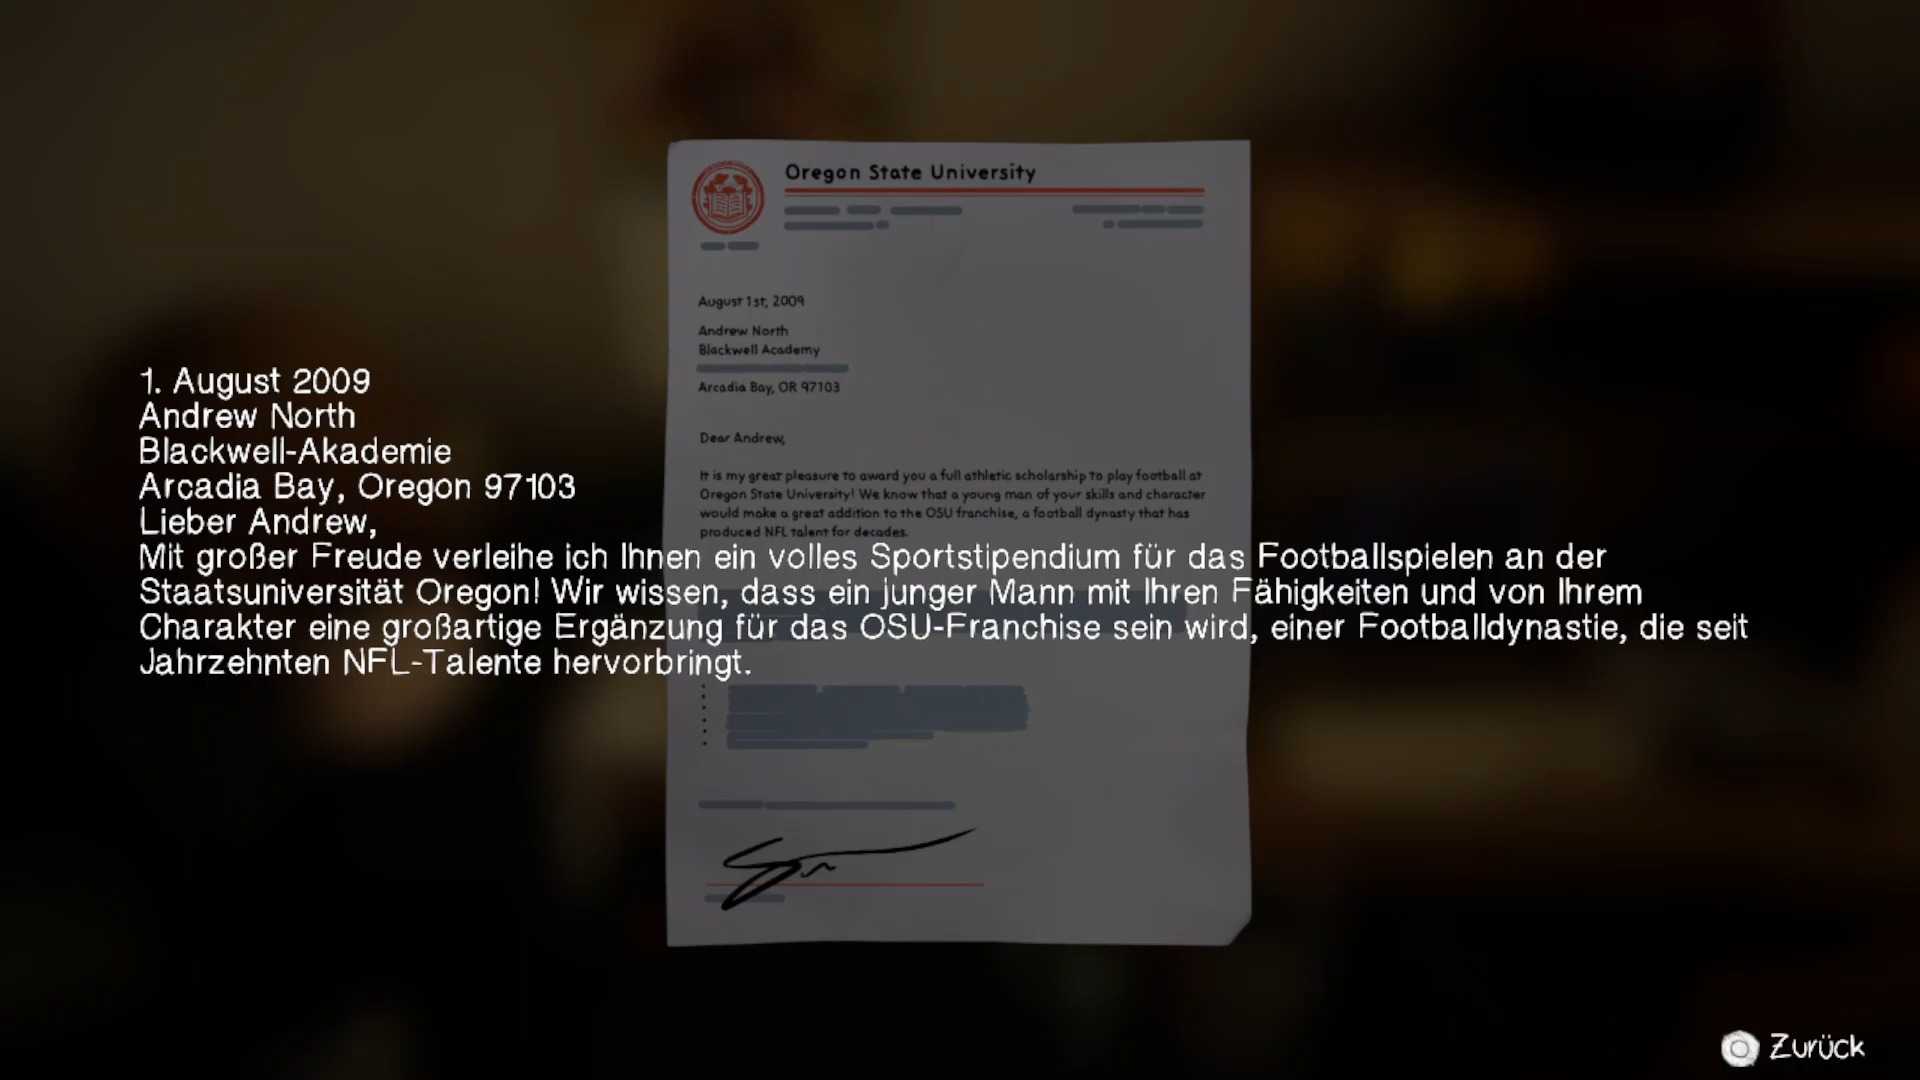 Oregon State University
August 1st, 2009
Andrew North
Blackwell Academy
Arcadia Bay, OR 97103
Dear Andrew,
It is my great pleasure to award you a full athletic scholarship to play football at
Oregon State University! We know that a young man of your skills and character
would make a great addition to the OSU franchise, a football dynasty that has
produced NFL talent for decades.
1. August 2009
Andrew North
Blackwell-Akademie
Arcadia Bay, Oregon 97103
Lieber Andrew,
Mit großer Freude verleihe ich Ihnen ein volles Sportstipendium für das Footballspielen an der
Staatsuniversität Oregon! Wir wissen, dass ein junger Mann mit Ihren Fähigkeiten und von Ihrem
Charakter eine großartige Ergänzung für das OSU-Franchise sein wird, einer Footballdynastie, die seit
Jahrzehnten NFL-Talente hervorbringt.
Zurück